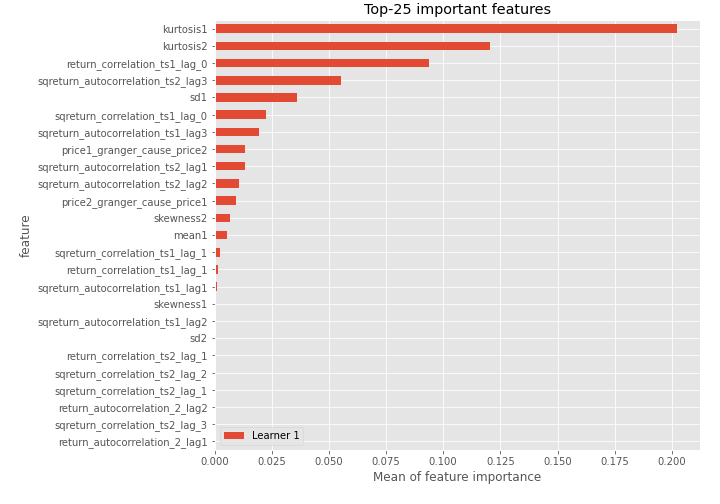 Top-25 important features
kurtosis1
kurtosis2
return_correlation_ts1_lag_0
sqreturn_autocorrelation_ts2_lag3
sd1
sqreturn_correlation_ts1_lag_0
sqreturn_autocorrelation_ts1_lag3
price1_granger_cause_price2
sqreturn_autocorrelation_ts2_lag1
sqreturn_autocorrelation_ts2_lag2
price2_granger_cause_price1
skewness2
mean1
sqreturn_correlation_ts1_lag_1
return_correlation_ts1_lag_1
sqreturn_autocorrelation_ts1_lag1
skewness1
sqreturn_autocorrelation_ts1_lag2
sd2
return_correlation_ts2_lag_1
sqreturn_correlation_ts2_lag_2
sqreturn_correlation_ts2_lag_1
return_autocorrelation_2_lag2
sqreturn_correlation_ts2_lag_3
return_autocorrelation_2_lag1
feature
Learner 1
0.000 0.025 0.050 0.075 0.100 0.125 0.150 0.175 0.200
Mean of feature importance